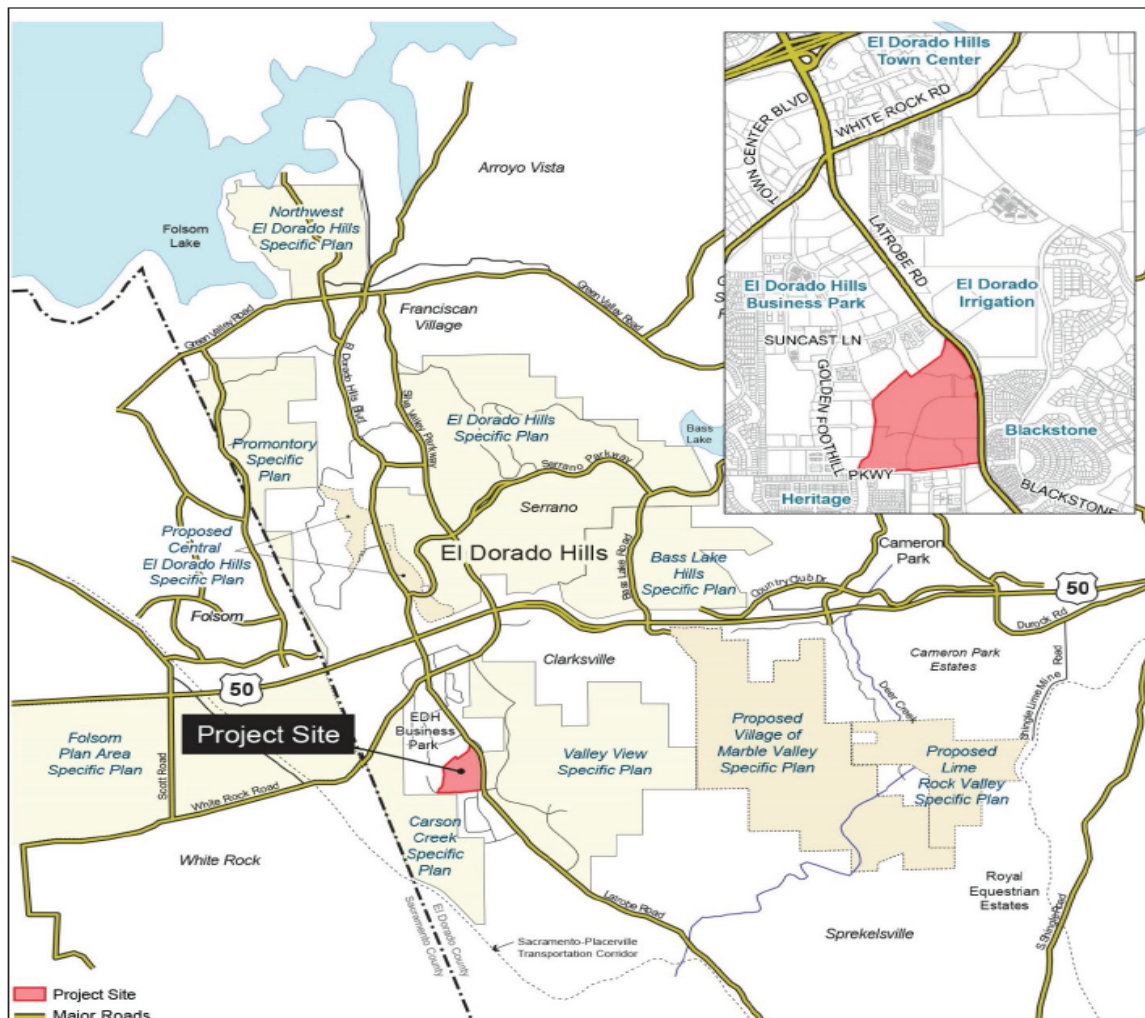 Arroyo Vista
Northwest
El Dorado Hills
Specific Plan
Folsom
Lake
Green Valley Road
Franciscan
Village
Green Valley Road
El Dorado Hills Blvd
Silva Valley Parkway
El Dorado Hills
Specific Plan
Bass
Lake
Promontory
Specific
Plan
Serrano Parkway
Serrano
El Dorado Hills
Proposed
Central
El Dorado Hills
Specific Plan
Folsom
Bass Lake Road
Bass Lake
Hills
Specific Plan
Country Club Dr
Cameron
Park
50
Durock Rd
Clarksville
Cameron Park
Estates
Shingle Lime Mine Road
Deer Creek
50
Project Site
EDH
Business
Park
Folsom
Plan Area
Specific Plan
Scott Road
White Rock Road
Valley View
Specific Plan
Proposed
Village of
Marble Valley
Specific Plan
Proposed
Lime
Rock Valley
Specific Plan
Carson
Creek
Specific
Plan
White Rock
Latrobe Road
Royal
Equestrian
Estates
S. Shingle Road
Sprekelsville
Sacramento County
El Dorado County
Sacramento-Placerville
Transportation Corridor
Project Site
Major Roads
El Dorado Hills
Town Center
TOWN CENTER BLVD
WHITE ROCK RD
LATROBE RD
El Dorado Hills
Business Park
El Dorado
Irrigation
SUNCAST LN
GOLDEN FOOTHILL
PKWY
Blackstone
BLACKSTONE
Heritage